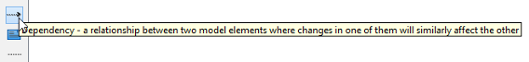 Dependency - a relationship between two model elements where changes in one of them will similarly affect the other